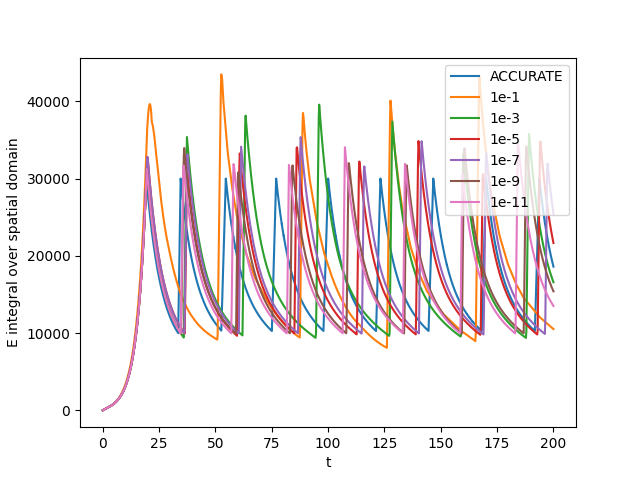 ACCURATE
1e-1
1e-3
1e-5
1e-7
1e-9
1e-11
E integral over spatial domain
40000
30000
20000
10000
0
0 25 50 75 100 125 150 175 200
t